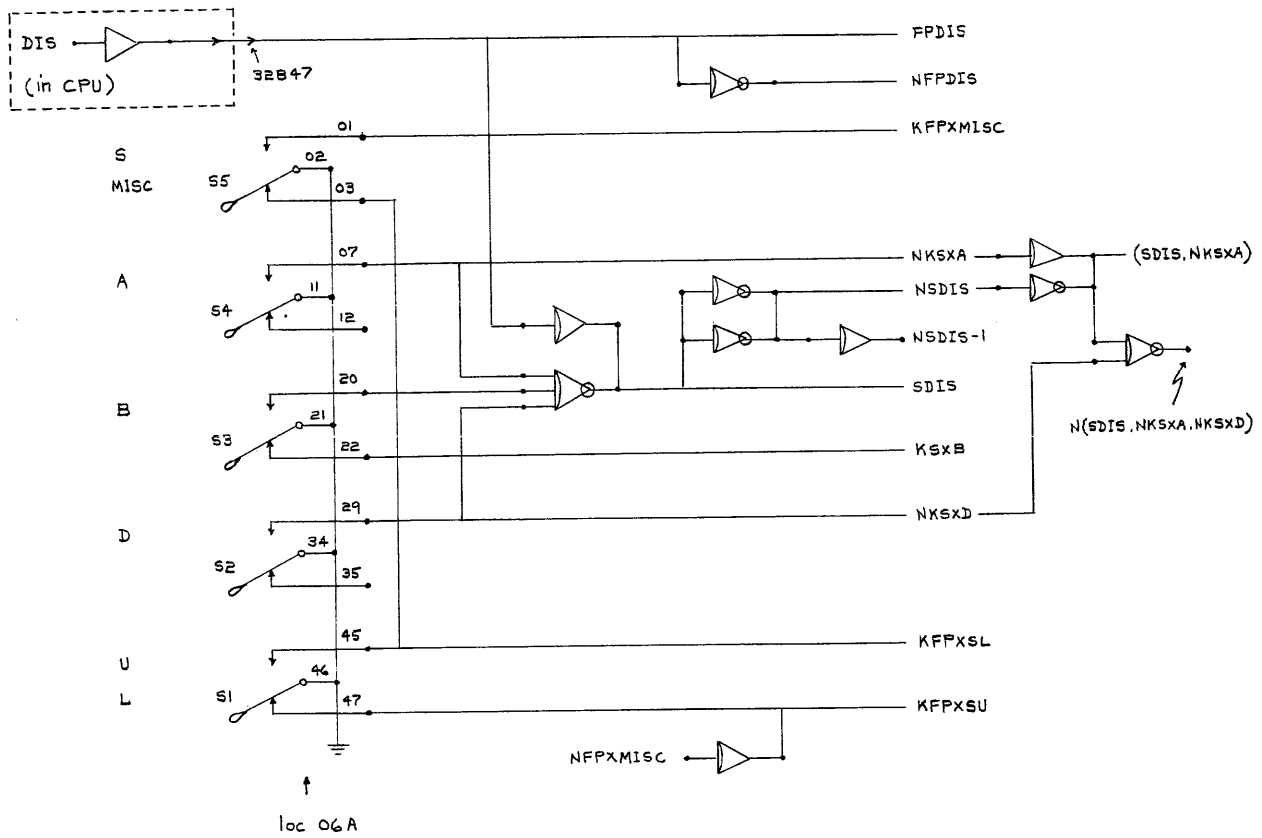 DIS
(in CPU)
32B47
FPDIS
NFPDIS
01
KFPXMISC
S
MISC
S5
02
03
A
07
NKSXA
(SDIS, NKSXA)
S4
11
12
NSDIS
NSDIS-1
B
20
SDIS
S3
21
22
KSXB
N(SDIS, NKSXA, NKSXD)
D
29
NKSXD
S2
34
35
U
L
45
KFPXSL
S1
46
47
KFPXSU
NFPXMISC
loc 06A